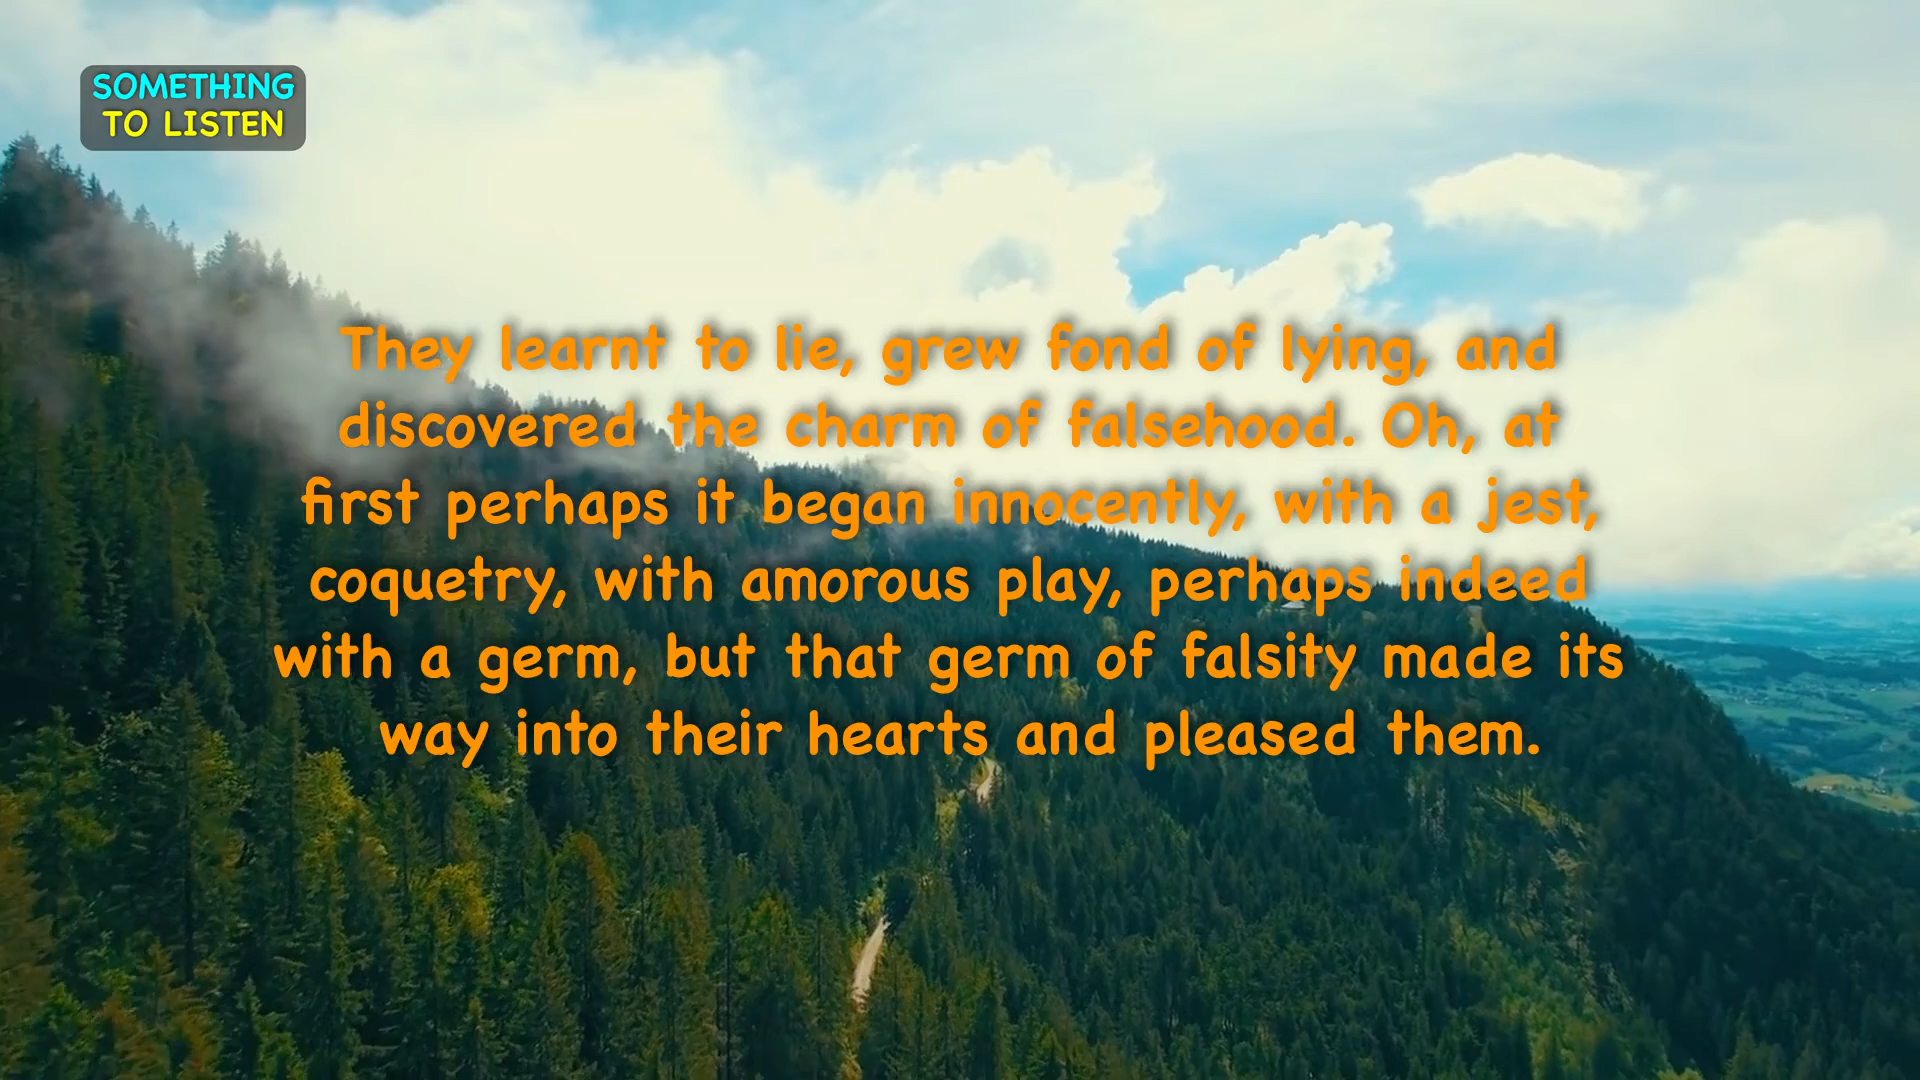 SOMETHING
TO LISTEN
They learnt to lie, grew fond of lying, and
discovered the charm of falsehood. Oh, at
first perhaps it began innocently, with a jest,
coquetry, with amorous play, perhaps indeed
with a germ, but that germ of falsity made its
way into their hearts and pleased them.